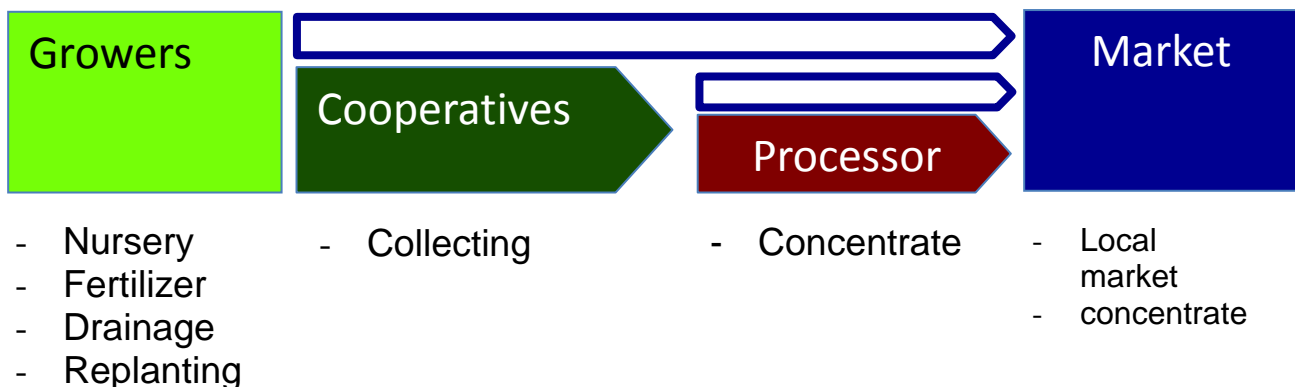 Growers
Cooperatives
Processor
Market
- Nursery
- Fertilizer
- Drainage
- Replanting
- Collecting
- Concentrate
- Local
market
- concentrate